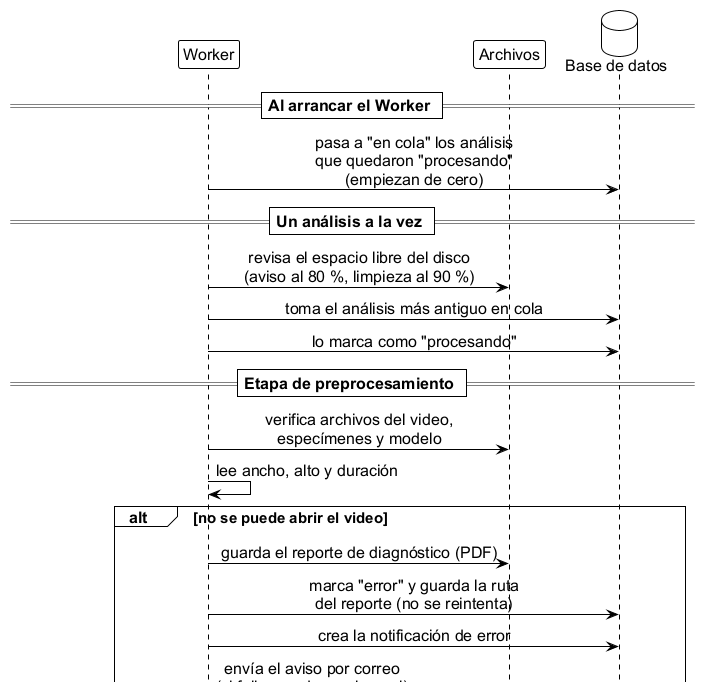 Worker
Archivos
Base de datos
Al arrancar el Worker
pasa a "en cola" los análisis
que quedaron "procesando"
(empiezan de cero)
Un análisis a la vez
revisa el espacio libre del disco
(aviso al 80 %, limpieza al 90 %)
toma el análisis más antiguo en cola
lo marca como "procesando"
Etapa de preprocesamiento
verifica archivos del video,
especímenes y modelo
lee ancho, alto y duración
alt
[no se puede abrir el video]
guarda el reporte de diagnóstico (PDF)
marca "error" y guarda la ruta
del reporte (no se reintenta)
crea la notificación de error
envía el aviso por correo